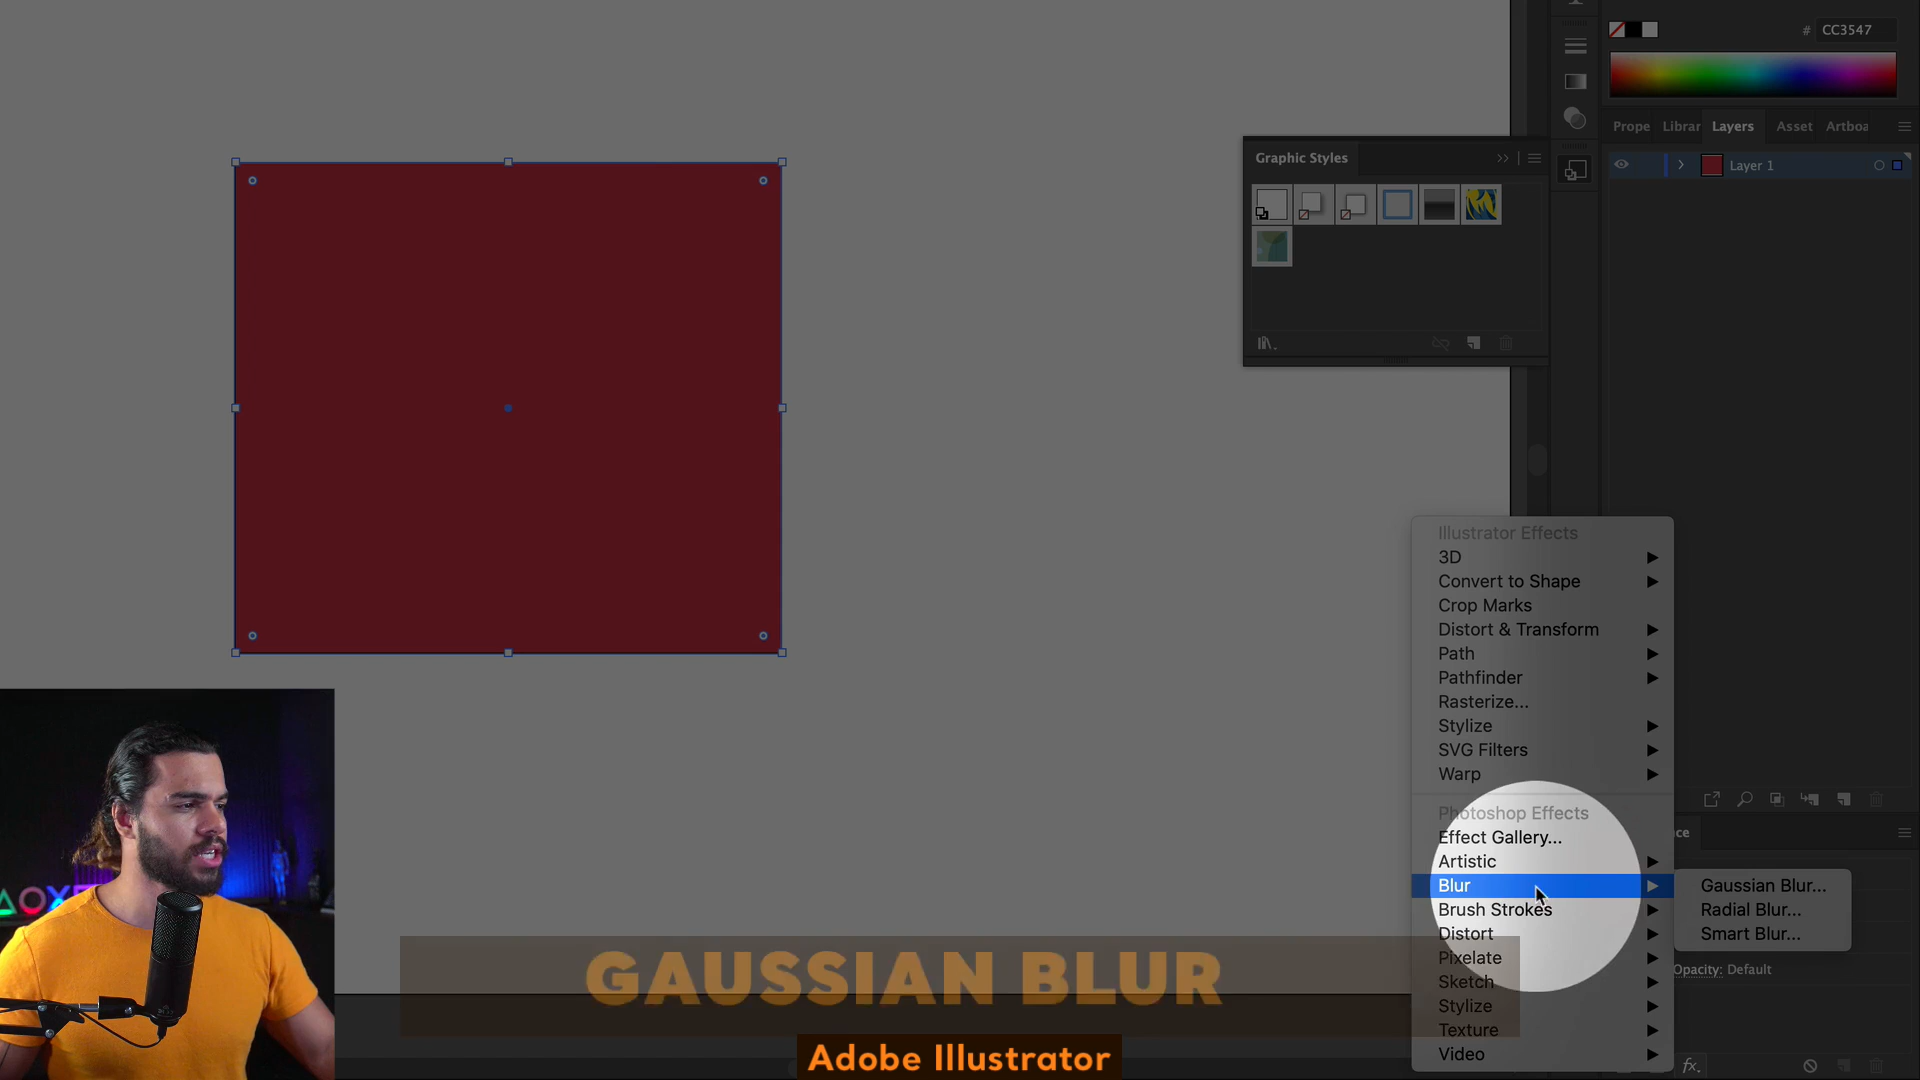 # CC3547
Prope Librar Layers Asset Artboa
Graphic Styles
Layer 1
Illustrator Effects
3D
Convert to Shape
Crop Marks
Distort & Transform
Path
Pathfinder
Rasterize...
Stylize
SVG Filters
Warp
Photoshop Effects
Effect Gallery...
Artistic
Blur
Brush Strokes
Distort
Pixelate
Sketch
Stylize
Texture
Video
nce
Gaussian Blur...
Radial Blur...
Smart Blur...
Opacity: Default
fx.
GAUSSIAN BLUR
Adobe Illustrator